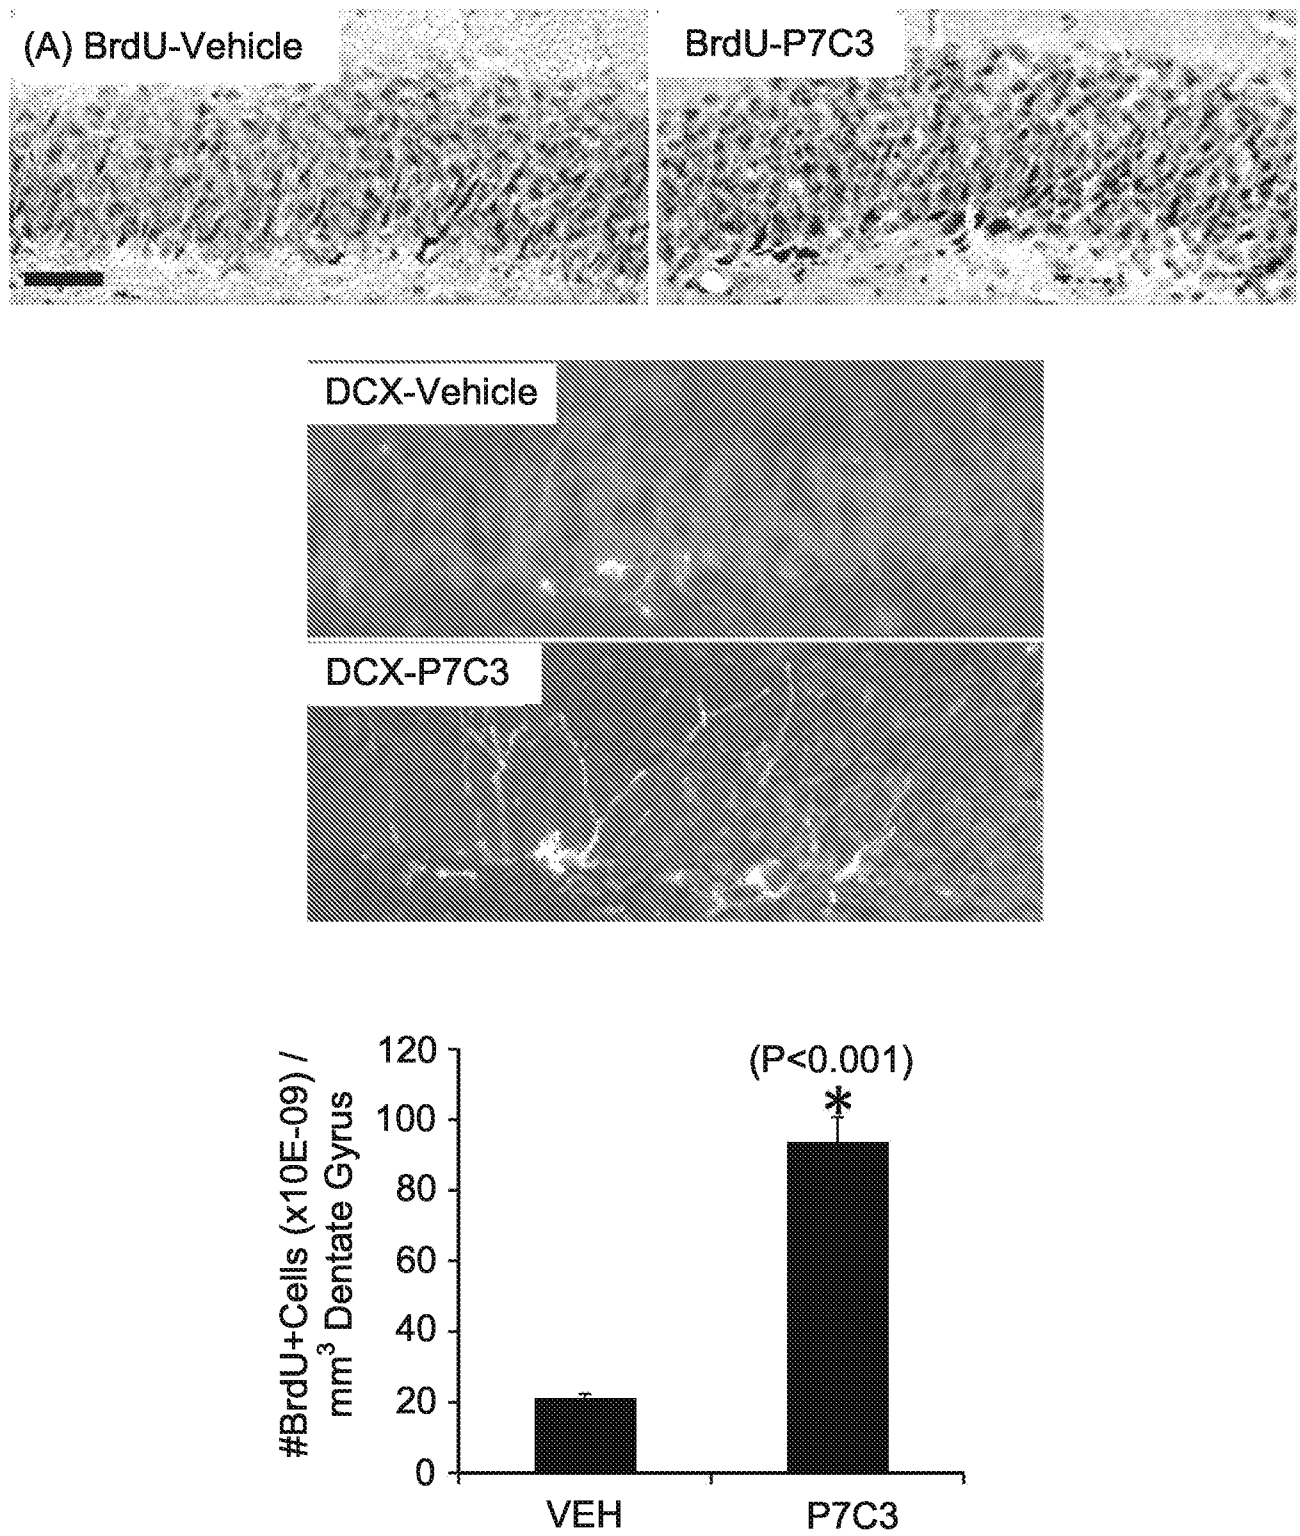 (A) BrdU-Vehicle
BrdU-P7C3
DCX-Vehicle
DCX-P7C3
#BrdU+Cells (x10E-09) /
mm³ Dentate Gyrus
120
100
80
60
40
20
0
(P<0.001)
*
VEH
P7C3